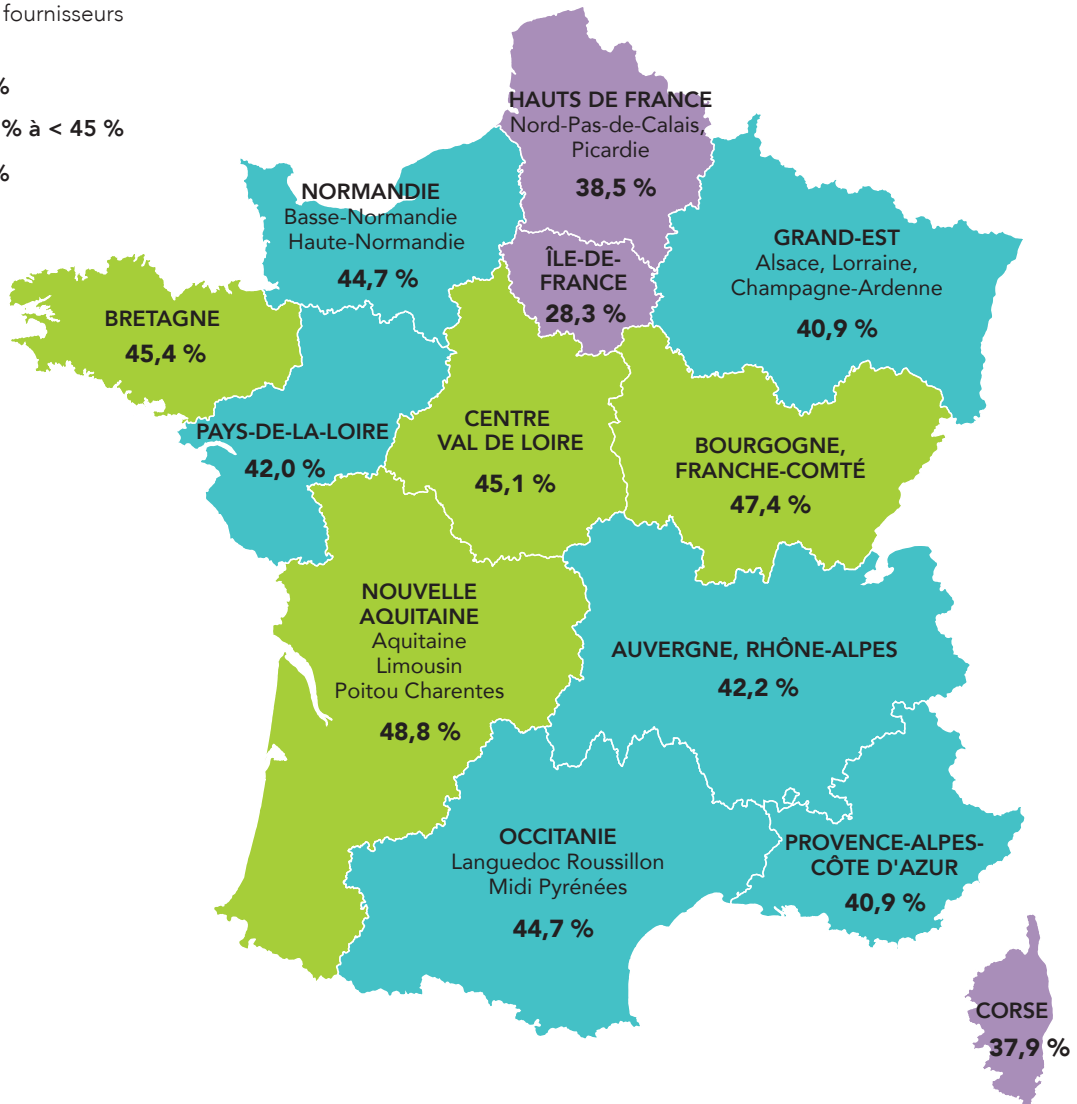 fournisseurs
%
% à < 45 %
%
HAUTS DE FRANCE
Nord-Pas-de-Calais,
Picardie
38,5 %
NORMANDIE
Basse-Normandie
Haute-Normandie
44,7 %
ÎLE-DE-
FRANCE
28,3 %
GRAND-EST
Alsace, Lorraine,
Champagne-Ardenne
40,9 %
BRETAGNE
45,4 %
PAYS-DE-LA-LOIRE
42,0 %
CENTRE
VAL DE LOIRE
45,1 %
BOURGOGNE,
FRANCHE-COMTÉ
47,4 %
NOUVELLE
AQUITAINE
Aquitaine
Limousin
Poitou Charentes
48,8 %
AUVERGNE, RHÔNE-ALPES
42,2 %
OCCITANIE
Languedoc Roussillon
Midi Pyrénées
44,7 %
PROVENCE-ALPES-
CÔTE D'AZUR
40,9 %
CORSE
37,9 %